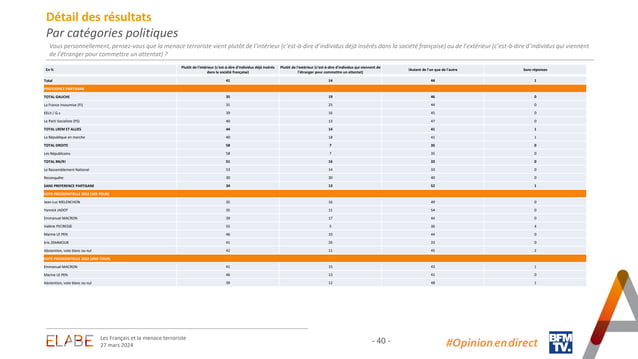 Détail des résultats
Par catégories politiques
Vous personnellement, pensez-vous que la menace terroriste vient plutôt de l'intérieur (c'est-à-dire d'individus déjà insérés dans la société française) ou de l'extérieur (c'est-à-dire d'individus qui viennent
de l'étranger pour commettre un attentat) ?
En % Plutôt de l'intérieur (c'est-à-dire d'individus déjà insérés dans la société française) Plutôt de l'extérieur (c'est-à-dire d'individus qui viennent de l'étranger pour commettre un attentat) Autant de l'un que de l'autre Sans réponses
Total 41 14 44 1
PREFERENCE PARTISANE
TOTAL GAUCHE 35 19 46 0
La France insoumise (FI) 31 25 44 0
EELV / G.s 39 16 45 0
Le Parti Socialiste (PS) 40 13 47 0
TOTAL LREM ET ALLIES 44 14 41 1
La République en marche 40 18 41 1
TOTAL DROITE 58 7 35 0
Les Républicains 58 7 35 0
TOTAL RN/R! 51 16 33 0
Le Rassemblement National 53 14 33 0
Reconquête 30 30 40 0
SANS PREFERENCE PARTISANE 34 13 52 1
VOTE PRESIDENTIELLE 2022 (1ER TOUR)
Jean-Luc MELENCHON 35 16 49 0
Yannick JADOT 35 11 54 0
Emmanuel MACRON 39 17 44 0
Valérie PECRESSE 55 5 36 4
Marine LE PEN 46 10 44 0
Eric ZEMMOUR 41 26 33 0
Abstention, vote blanc ou nul 42 11 45 2
VOTE PRESIDENTIELLE 2022 (2ND TOUR)
Emmanuel MACRON 41 15 43 1
Marine LE PEN 46 13 41 0
Abstention, vote blanc ou nul 39 12 48 1
ELABE
Les Français et la menace terroriste
27 mars 2024
- 40 -
#Opinion en direct
BFM
TV.